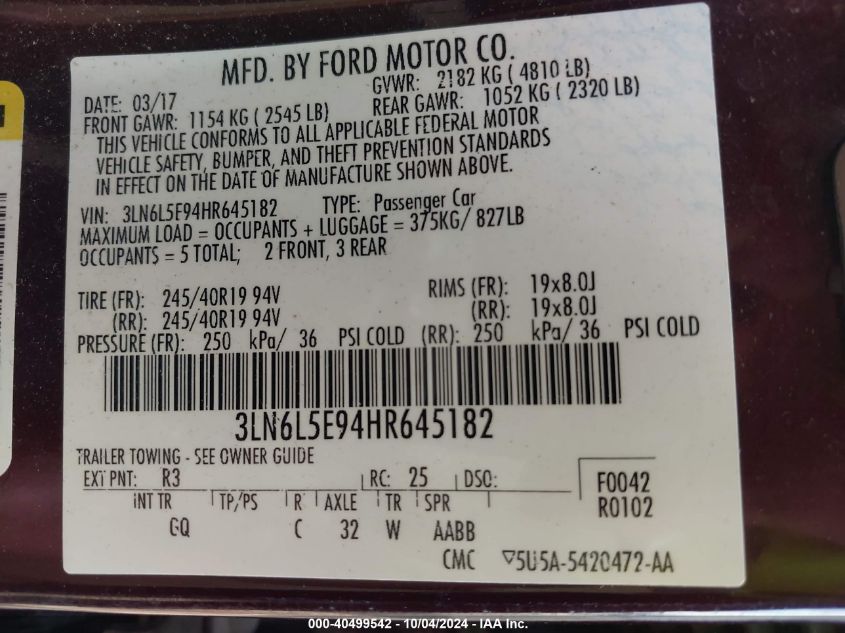 MFD. BY FORD MOTOR CO.
DATE: 03/17 GVWR: 2182 KG ( 4810 LB)
FRONT GAWR: 1154 KG ( 2545 LB) REAR GAWR: 1052 KG ( 2320 LB)
THIS VEHICLE CONFORMS TO ALL APPLICABLE FEDERAL MOTOR
VEHICLE SAFETY, BUMPER, AND THEFT PREVENTION STANDARDS
IN EFFECT ON THE DATE OF MANUFACTURE SHOWN ABOVE.
VIN: 3LN6L5E94HR645182 TYPE: Passenger Car
MAXIMUM LOAD = OCCUPANTS + LUGGAGE = 375KG/ 827LB
OCCUPANTS = 5 TOTAL; 2 FRONT, 3 REAR
TIRE (FR): 245/40R19 94V RIMS (FR): 19x8.0J
(RR): 245/40R19 94V (RR): 19x8.0J
PRESSURE (FR): 250 kPa/ 36 PSI COLD (RR): 250 kPa/ 36 PSI COLD
3LN6L5E94HR645182
TRAILER TOWING - SEE OWNER GUIDE
EXT PNT: R3 RC: 25 DSO: F0042
INT TR TP/PS R AXLE TR SPR R0102
GQ C 32 W AABB
CMC ▽5U5A-5420472-AA
000-40499542 - 10/04/2024 - IAA Inc.